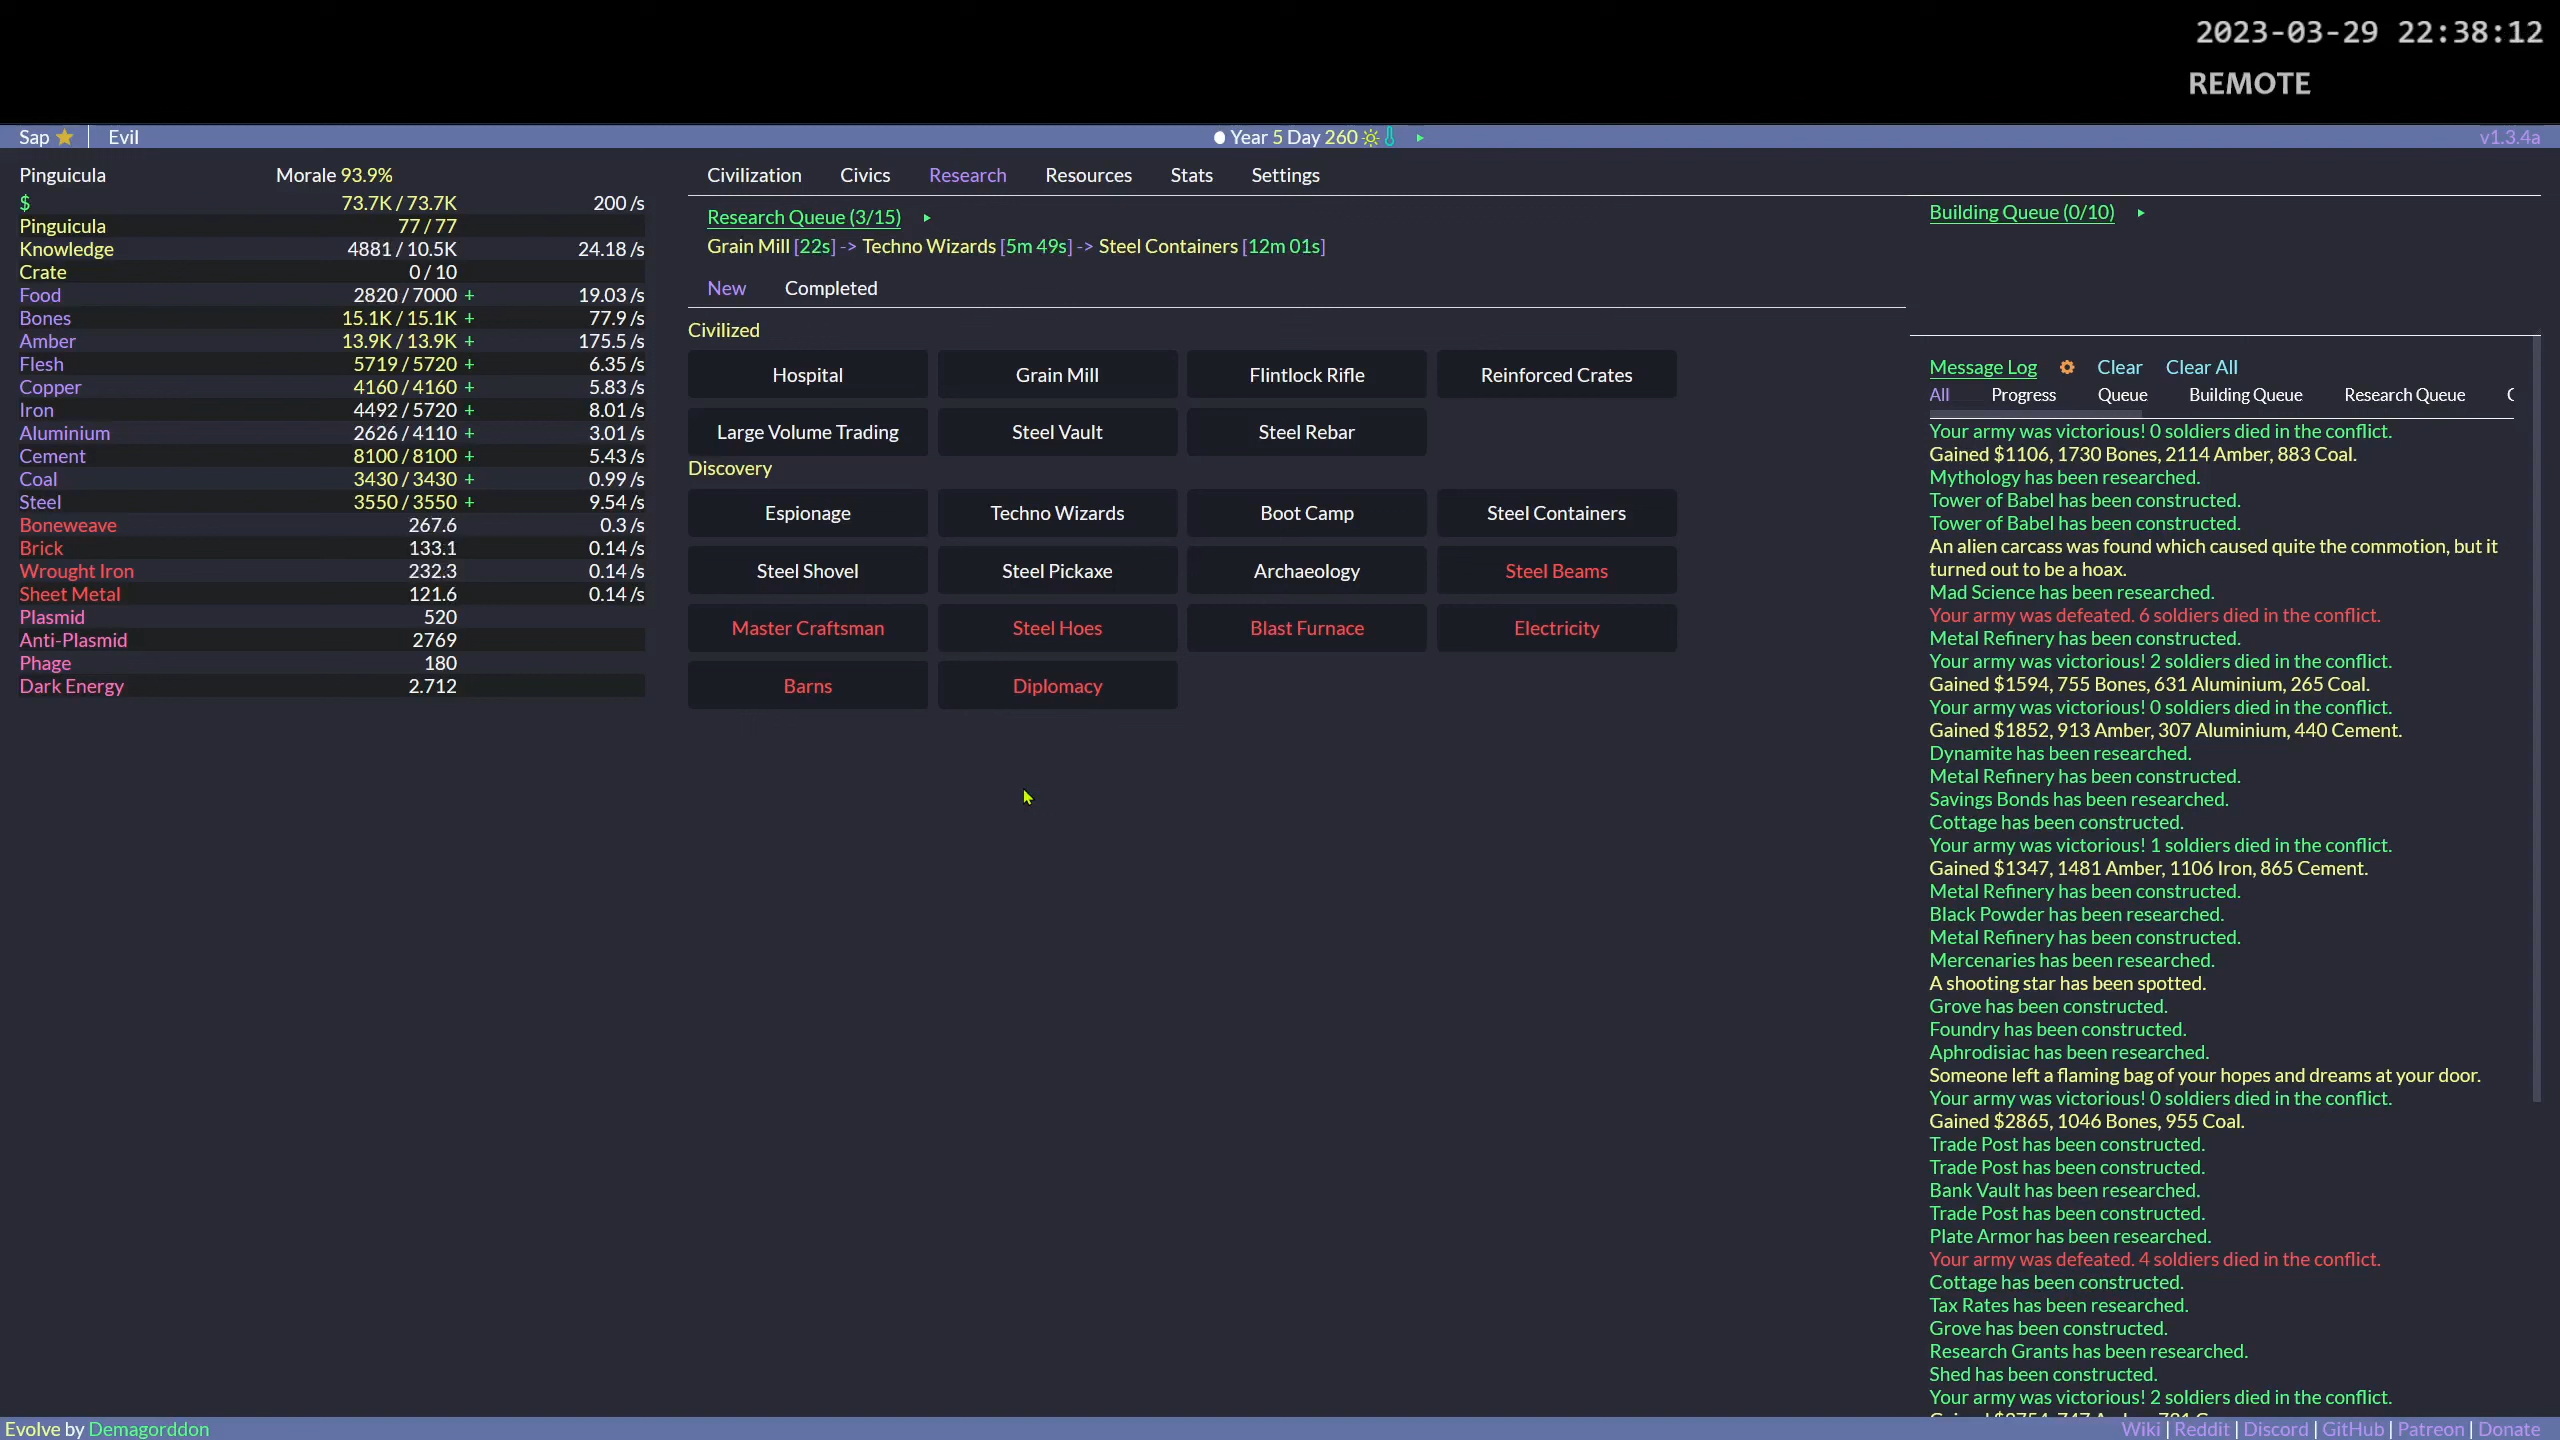 2023-03-29 22:38:12
REMOTE
Sap | Evil
Year 5 Day 260
v1.3.4a
Pinguicula Morale 93.9%
$ 73.7K / 73.7K 200 /s
Pinguicula 77 / 77
Knowledge 4881 / 10.5K 24.18 /s
Crate 0 / 10
Food 2820 / 7000 + 19.03 /s
Bones 15.1K / 15.1K + 77.9 /s
Amber 13.9K / 13.9K + 175.5 /s
Flesh 5719 / 5720 + 6.35 /s
Copper 4160 / 4160 + 5.83 /s
Iron 4492 / 5720 + 8.01 /s
Aluminium 2626 / 4110 + 3.01 /s
Cement 8100 / 8100 + 5.43 /s
Coal 3430 / 3430 + 0.99 /s
Steel 3550 / 3550 + 9.54 /s
Boneweave 267.6 0.3 /s
Brick 133.1 0.14 /s
Wrought Iron 232.3 0.14 /s
Sheet Metal 121.6 0.14 /s
Plasmid 520
Anti-Plasmid 2769
Phage 180
Dark Energy 2.712
Civilization Civics Research Resources Stats Settings
Research Queue (3/15)
Grain Mill [22s] -> Techno Wizards [5m 49s] -> Steel Containers [12m 01s]
New Completed
Civilized
Hospital Grain Mill Flintlock Rifle Reinforced Crates
Large Volume Trading Steel Vault Steel Rebar
Discovery
Espionage Techno Wizards Boot Camp Steel Containers
Steel Shovel Steel Pickaxe Archaeology Steel Beams
Master Craftsman Steel Hoes Blast Furnace Electricity
Barns Diplomacy
Building Queue (0/10)
Message Log Clear Clear All
All Progress Queue Building Queue Research Queue
Your army was victorious! 0 soldiers died in the conflict.
Gained $1106, 1730 Bones, 2114 Amber, 883 Coal.
Mythology has been researched.
Tower of Babel has been constructed.
Tower of Babel has been constructed.
An alien carcass was found which caused quite the commotion, but it
turned out to be a hoax.
Mad Science has been researched.
Your army was defeated. 6 soldiers died in the conflict.
Metal Refinery has been constructed.
Your army was victorious! 2 soldiers died in the conflict.
Gained $1594, 755 Bones, 631 Aluminium, 265 Coal.
Your army was victorious! 0 soldiers died in the conflict.
Gained $1852, 913 Amber, 307 Aluminium, 440 Cement.
Dynamite has been researched.
Metal Refinery has been constructed.
Savings Bonds has been researched.
Cottage has been constructed.
Your army was victorious! 1 soldiers died in the conflict.
Gained $1347, 1481 Amber, 1106 Iron, 865 Cement.
Metal Refinery has been constructed.
Black Powder has been researched.
Metal Refinery has been constructed.
Mercenaries has been researched.
A shooting star has been spotted.
Grove has been constructed.
Foundry has been constructed.
Aphrodisiac has been researched.
Someone left a flaming bag of your hopes and dreams at your door.
Your army was victorious! 0 soldiers died in the conflict.
Gained $2865, 1046 Bones, 955 Coal.
Trade Post has been constructed.
Trade Post has been constructed.
Bank Vault has been researched.
Trade Post has been constructed.
Plate Armor has been researched.
Your army was defeated. 4 soldiers died in the conflict.
Cottage has been constructed.
Tax Rates has been researched.
Grove has been constructed.
Research Grants has been researched.
Shed has been constructed.
Your army was victorious! 2 soldiers died in the conflict.
Evolve by Demagorddon
Wiki | Reddit | Discord | GitHub | Patreon | Donate